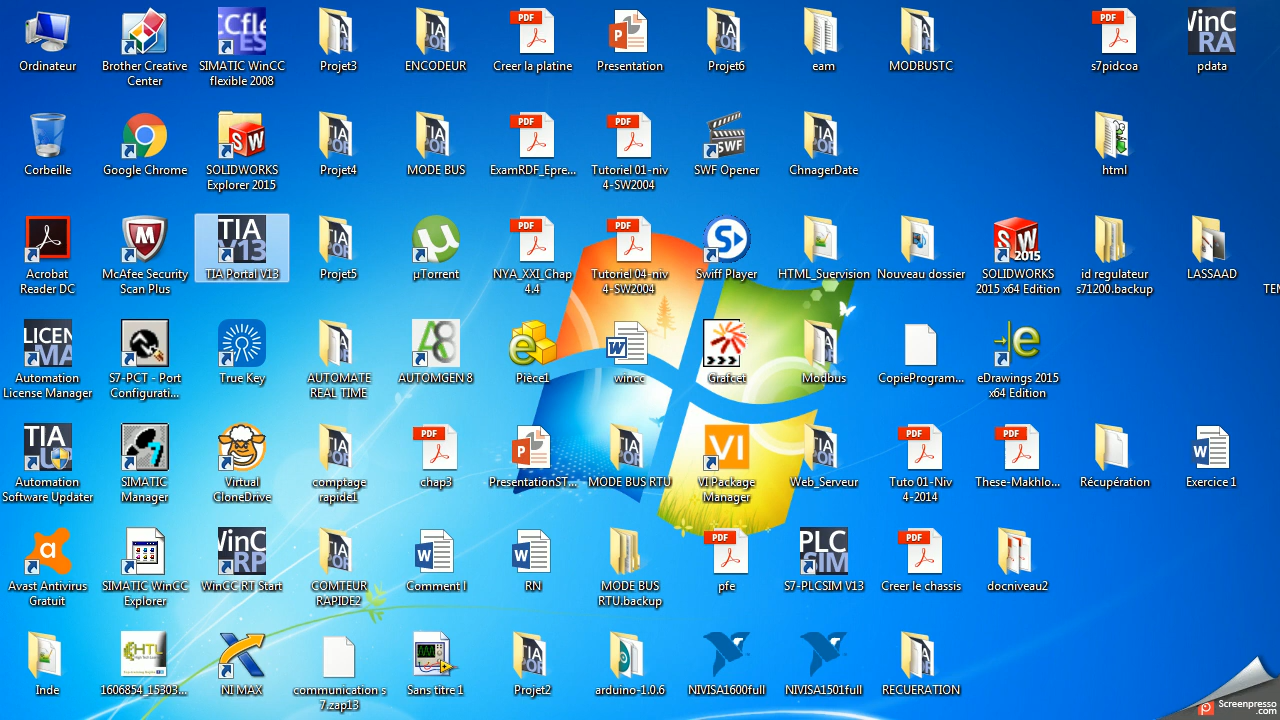 Ordinateur
Brother Creative
Center
SIMATIC WinCC
flexible 2008
Projet3
ENCODEUR
Creer la platine
Presentation
Projet6
eam
MODBUSTC
s7pidcoa
pdata
Corbeille
Google Chrome
SOLIDWORKS
Explorer 2015
Projet4
MODE BUS
ExamRDF_Epre...
Tutoriel 01-niv
4-SW2004
SWF Opener
ChnagerDate
html
Acrobat
Reader DC
McAfee Security
Scan Plus
TIA Portal V13
Projet5
µTorrent
NYA_XXI_Chap
4.4
Tutoriel 04-niv
4-SW2004
Swiff Player
HTML_Suervision
Nouveau dossier
SOLIDWORKS
2015 x64 Edition
id regulateur
s71200.backup
LASSAAD
Automation
License Manager
S7-PCT - Port
Configurati...
True Key
AUTOMATE
REAL TIME
AUTOMGEN 8
Pièce1
wincc
Grafcet
Modbus
CopieProgram...
eDrawings 2015
x64 Edition
Automation
Software Updater
SIMATIC
Manager
Virtual
CloneDrive
comptage
rapide1
chap3
PresentationST...
MODE BUS RTU
VI Package
Manager
Web_Serveur
Tuto 01-Niv
4-2014
These-Makhlo...
Récupération
Exercice 1
Avast Antivirus
Gratuit
SIMATIC WinCC
Explorer
WinCC RT Start
COMTEUR
RAPIDE2
Comment l
RN
MODE BUS
RTU.backup
pfe
S7-PLCSIM V13
Creer le chassis
docniveau2
Inde
1606854_15303...
NI MAX
communication s
7.zap13
Sans titre 1
Projet2
arduino-1.0.6
NIVISA1600full
NIVISA1501full
RECUERATION
Screenpresso
.com